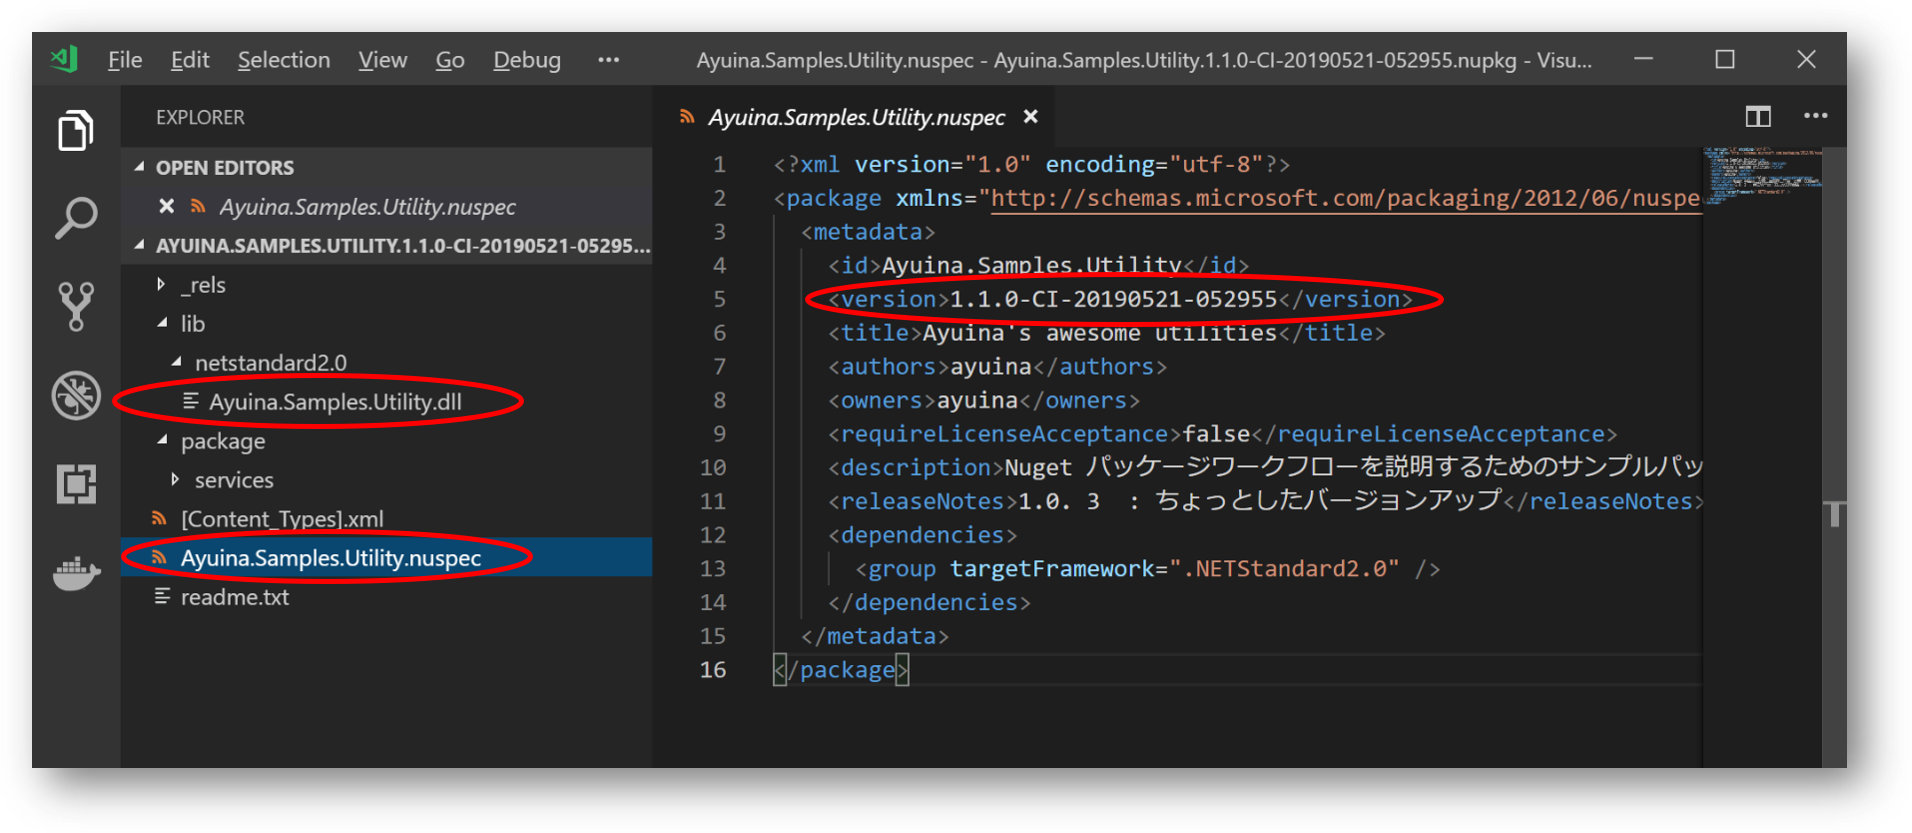 File Edit Selection View Go Debug ··· Ayuina.Samples.Utility.nuspec - Ayuina.Samples.Utility.1.1.0-CI-20190521-052955.nupkg - Visu...
EXPLORER
OPEN EDITORS
Ayuina.Samples.Utility.nuspec
AYUINA.SAMPLES.UTILITY.1.1.0-CI-20190521-05295...
_rels
lib
netstandard2.0
Ayuina.Samples.Utility.dll
package
services
[Content_Types].xml
Ayuina.Samples.Utility.nuspec
readme.txt
Ayuina.Samples.Utility.nuspec
1 <?xml version="1.0" encoding="utf-8"?>
2 <package xmlns="http://schemas.microsoft.com/packaging/2012/06/nuspe
3 <metadata>
4 <id>Ayuina.Samples.Utility</id>
5 <version>1.1.0-CI-20190521-052955</version>
6 <title>Ayuina's awesome utilities</title>
7 <authors>ayuina</authors>
8 <owners>ayuina</owners>
9 <requireLicenseAcceptance>false</requireLicenseAcceptance>
10 <description>Nuget パッケージワークフローを説明するためのサンプルパッ
11 <releaseNotes>1.0. 3 : ちょっとしたバージョンアップ</releaseNotes>
12 <dependencies>
13 <group targetFramework=".NETStandard2.0" />
14 </dependencies>
15 </metadata>
16 </package>